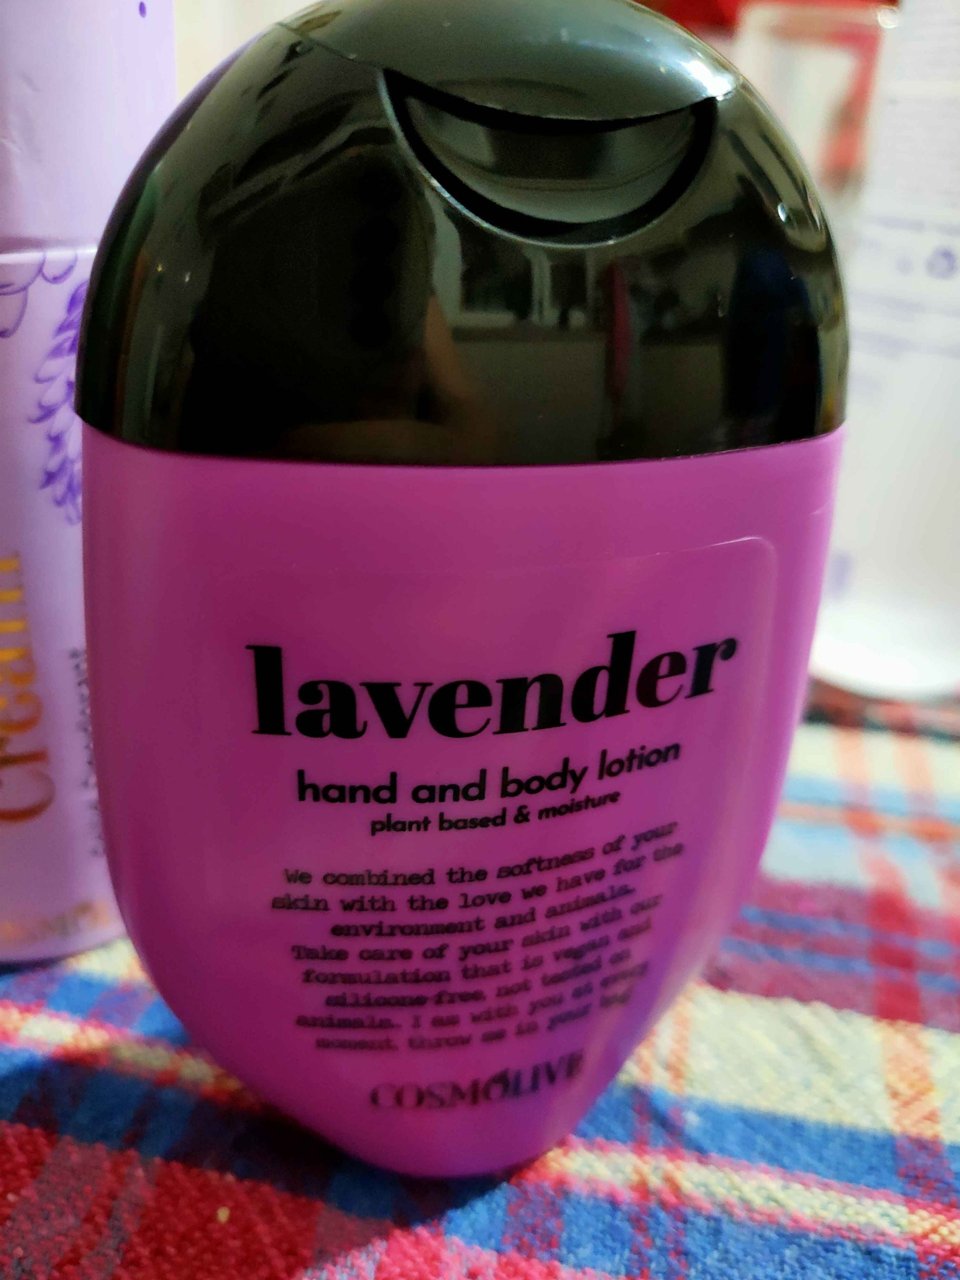 lavender
hand and body lotion
plant based & moisture
We combined the softness of your
skin with the love we have for the
environment and animals.
Take care of your skin with our
formulation that is vegan and
silicone-free, not tested on
animals. I am with you at every
moment, throw me in your bag!
COSMOLIVE
Cream